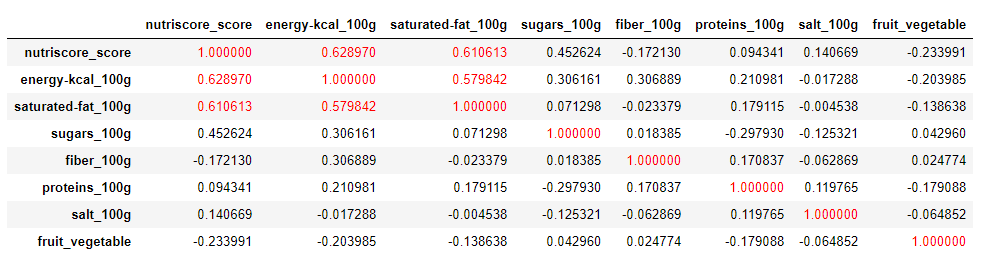 nutriscore_score energy-kcal_100g saturated-fat_100g sugars_100g fiber_100g proteins_100g salt_100g fruit_vegetable
nutriscore_score 1.000000 0.628970 0.610613 0.452624 -0.172130 0.094341 0.140669 -0.233991
energy-kcal_100g 0.628970 1.000000 0.579842 0.306161 0.306889 0.210981 -0.017288 -0.203985
saturated-fat_100g 0.610613 0.579842 1.000000 0.071298 -0.023379 0.179115 -0.004538 -0.138638
sugars_100g 0.452624 0.306161 0.071298 1.000000 0.018385 -0.297930 -0.125321 0.042960
fiber_100g -0.172130 0.306889 -0.023379 0.018385 1.000000 0.170837 -0.062869 0.024774
proteins_100g 0.094341 0.210981 0.179115 -0.297930 0.170837 1.000000 0.119765 -0.179088
salt_100g 0.140669 -0.017288 -0.004538 -0.125321 -0.062869 0.119765 1.000000 -0.064852
fruit_vegetable -0.233991 -0.203985 -0.138638 0.042960 0.024774 -0.179088 -0.064852 1.000000